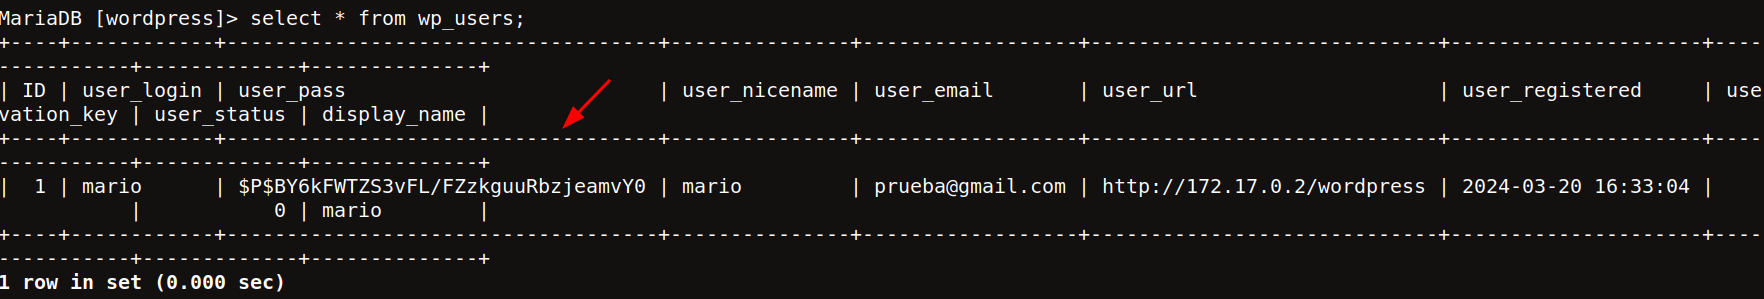 MariaDB [wordpress]> select * from wp_users;
+----+------------+------------------------------------+---------------+------------------+-----------------------------+---------------------+----
-----------+-------------+--------------+
| ID | user_login | user_pass                          | user_nicename | user_email       | user_url                    | user_registered     | use
vation_key | user_status | display_name |
+----+------------+------------------------------------+---------------+------------------+-----------------------------+---------------------+----
-----------+-------------+--------------+
|  1 | mario      | $P$BY6kFWTZS3vFL/FZzkguuRbzjeamvY0 | mario         | prueba@gmail.com | http://172.17.0.2/wordpress | 2024-03-20 16:33:04 |
           |           0 | mario        |
+----+------------+------------------------------------+---------------+------------------+-----------------------------+---------------------+----
-----------+-------------+--------------+
1 row in set (0.000 sec)